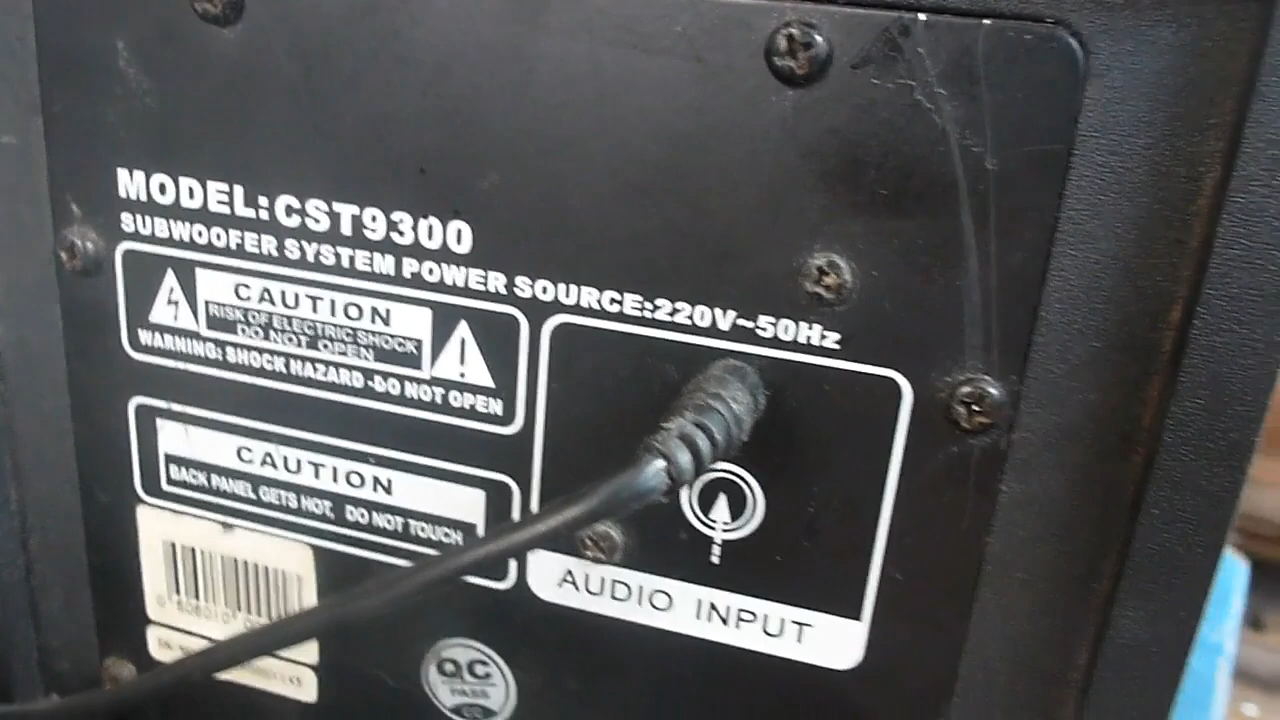 MODEL:CST9300
SUBWOOFER SYSTEM POWER SOURCE:220V~50Hz
CAUTION
RISK OF ELECTRIC SHOCK
DO NOT OPEN
WARNING: SHOCK HAZARD-DO NOT OPEN
CAUTION
BACK PANEL GETS HOT, DO NOT TOUCH
AUDIO INPUT
QC
PASS